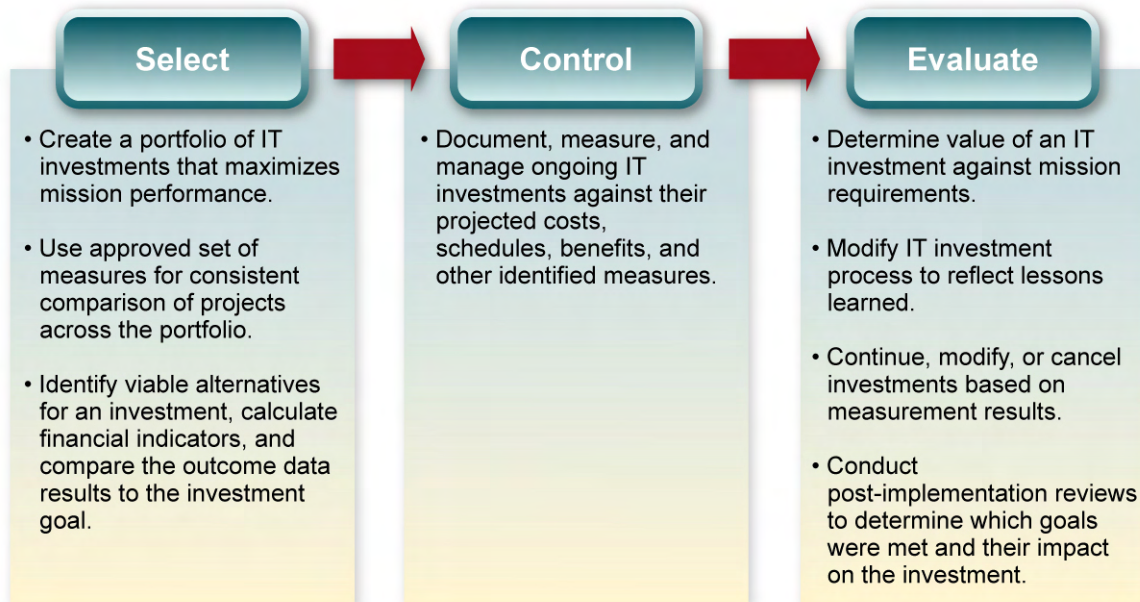 Select
• Create a portfolio of IT
investments that maximizes
mission performance.
• Use approved set of
measures for consistent
comparison of projects
across the portfolio.
• Identify viable alternatives
for an investment, calculate
financial indicators, and
compare the outcome data
results to the investment
goal.
Control
• Document, measure, and
manage ongoing IT
investments against their
projected costs,
schedules, benefits, and
other identified measures.
Evaluate
• Determine value of an IT
investment against mission
requirements.
• Modify IT investment
process to reflect lessons
learned.
• Continue, modify, or cancel
investments based on
measurement results.
• Conduct
post-implementation reviews
to determine which goals
were met and their impact
on the investment.